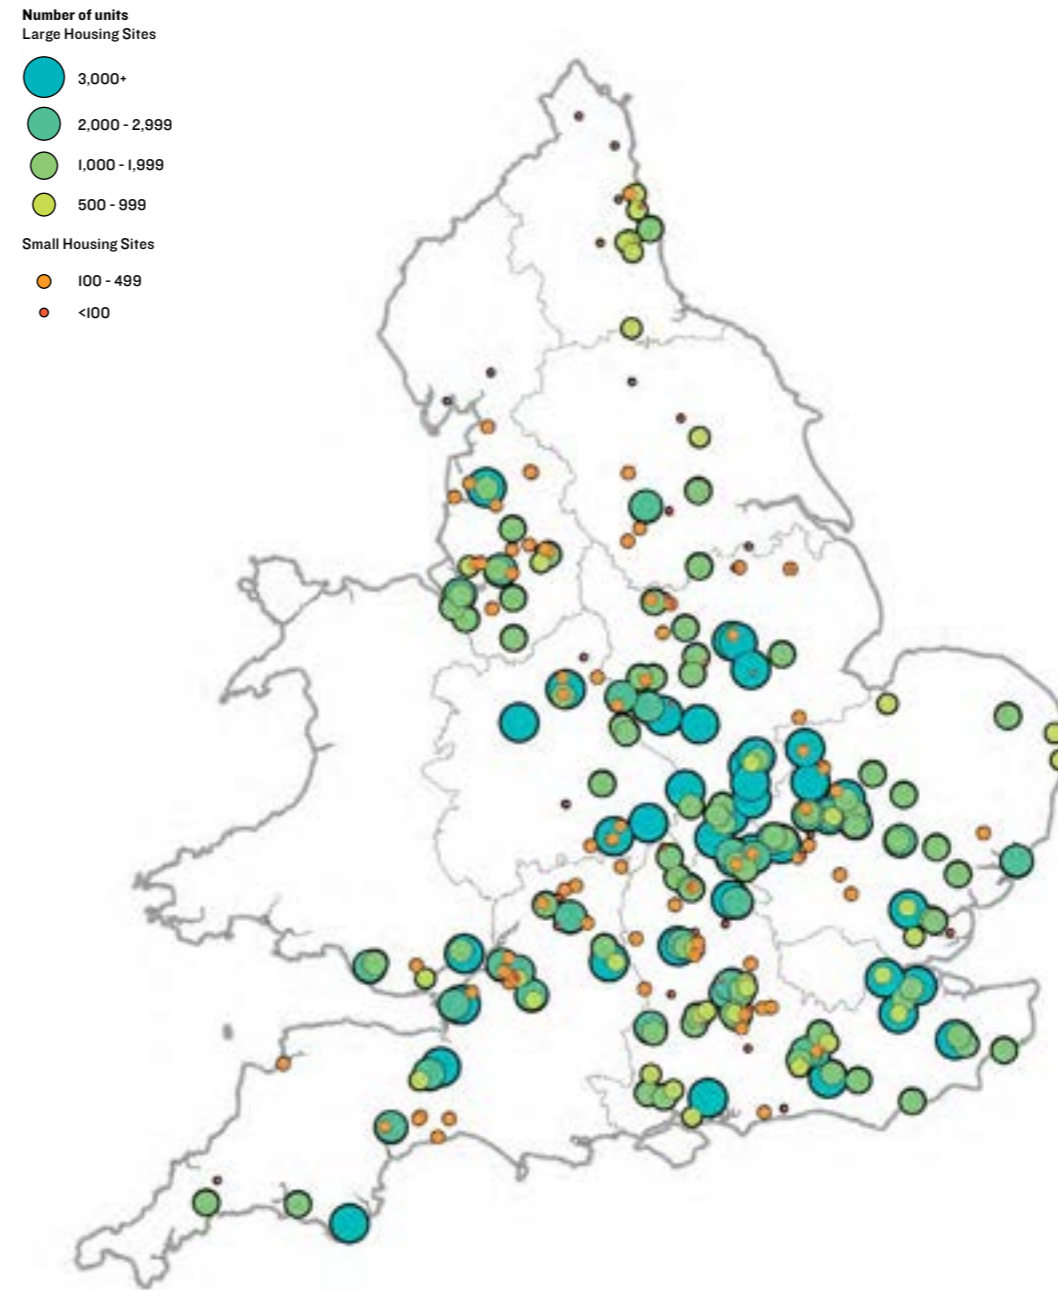 Number of units
Large Housing Sites
3,000+
2,000 - 2,999
1,000 - 1,999
500 - 999
Small Housing Sites
100 - 499
<100